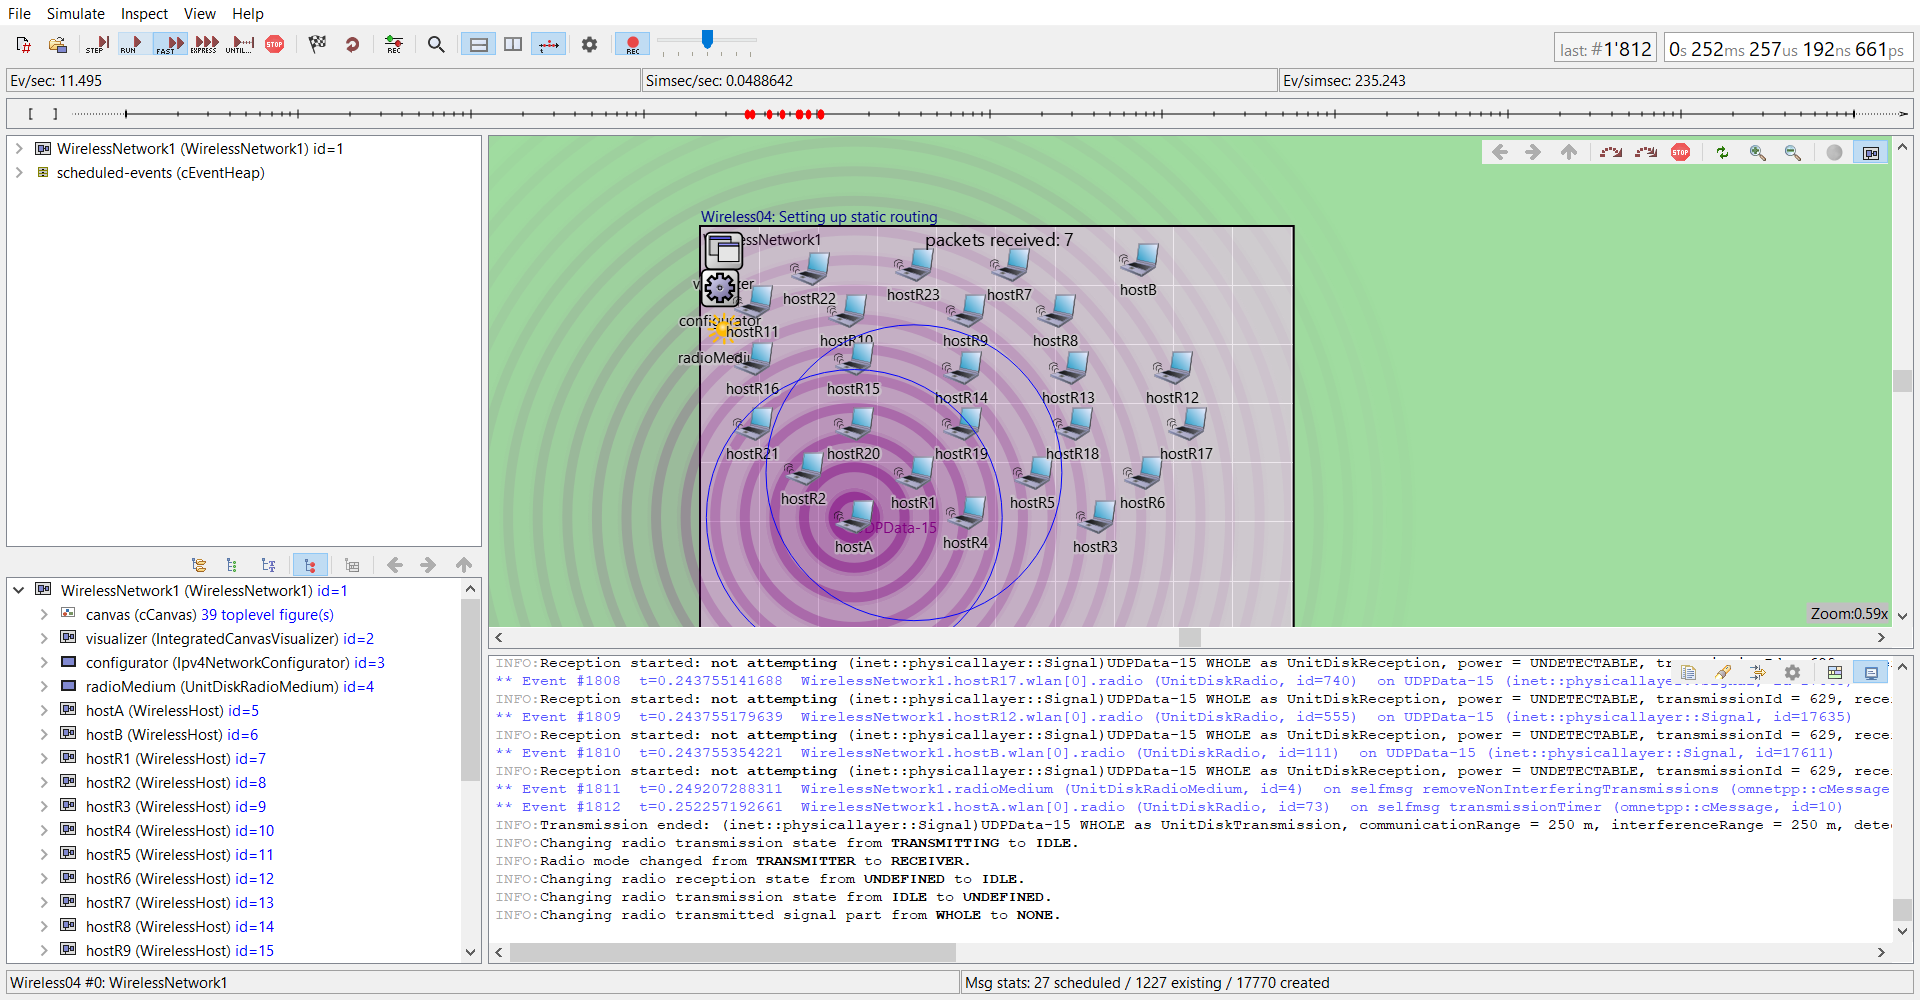 File Simulate Inspect View Help
STEP RUN FAST EXPRESS UNTIL... STOP REC REC
last: #1'812 0s 252ms 257us 192ns 661ps
Ev/sec: 11.495 Simsec/sec: 0.0488642 Ev/simsec: 235.243
[ ]
WirelessNetwork1 (WirelessNetwork1) id=1
scheduled-events (cEventHeap)
WirelessNetwork1 (WirelessNetwork1) id=1
canvas (cCanvas) 39 toplevel figure(s)
visualizer (IntegratedCanvasVisualizer) id=2
configurator (Ipv4NetworkConfigurator) id=3
radioMedium (UnitDiskRadioMedium) id=4
hostA (WirelessHost) id=5
hostB (WirelessHost) id=6
hostR1 (WirelessHost) id=7
hostR2 (WirelessHost) id=8
hostR3 (WirelessHost) id=9
hostR4 (WirelessHost) id=10
hostR5 (WirelessHost) id=11
hostR6 (WirelessHost) id=12
hostR7 (WirelessHost) id=13
hostR8 (WirelessHost) id=14
hostR9 (WirelessHost) id=15
STOP
Wireless04: Setting up static routing
essNetwork1 packets received: 7
hostR22 hostR23 hostR7 hostB
configurator
hostR11 hostR10 hostR9 hostR8
radioMedi
hostR16 hostR15 hostR14 hostR13 hostR12
hostR21 hostR20 hostR19 hostR18 hostR17
hostR2 hostR1 hostR5 hostR6
DPData-15
hostA hostR4 hostR3
Zoom:0.59x
INFO:Reception started: not attempting (inet::physicallayer::Signal)UDPData-15 WHOLE as UnitDiskReception, power = UNDETECTABLE,
** Event #1808 t=0.243755141688 WirelessNetwork1.hostR17.wlan[0].radio (UnitDiskRadio, id=740) on UDPData-15
INFO:Reception started: not attempting (inet::physicallayer::Signal)UDPData-15 WHOLE as UnitDiskReception, power = UNDETECTABLE, transmissionId = 629, rece
** Event #1809 t=0.243755179639 WirelessNetwork1.hostR12.wlan[0].radio (UnitDiskRadio, id=555) on UDPData-15 (inet::physicallayer::Signal, id=17635)
INFO:Reception started: not attempting (inet::physicallayer::Signal)UDPData-15 WHOLE as UnitDiskReception, power = UNDETECTABLE, transmissionId = 629, rece
** Event #1810 t=0.243755354221 WirelessNetwork1.hostB.wlan[0].radio (UnitDiskRadio, id=111) on UDPData-15 (inet::physicallayer::Signal, id=17611)
INFO:Reception started: not attempting (inet::physicallayer::Signal)UDPData-15 WHOLE as UnitDiskReception, power = UNDETECTABLE, transmissionId = 629, rece
** Event #1811 t=0.249207288311 WirelessNetwork1.radioMedium (UnitDiskRadioMedium, id=4) on selfmsg removeNonInterferingTransmissions (omnetpp::cMessage
** Event #1812 t=0.252257192661 WirelessNetwork1.hostA.wlan[0].radio (UnitDiskRadio, id=73) on selfmsg transmissionTimer (omnetpp::cMessage, id=10)
INFO:Transmission ended: (inet::physicallayer::Signal)UDPData-15 WHOLE as UnitDiskTransmission, communicationRange = 250 m, interferenceRange = 250 m, dete
INFO:Changing radio transmission state from TRANSMITTING to IDLE.
INFO:Radio mode changed from TRANSMITTER to RECEIVER.
INFO:Changing radio reception state from UNDEFINED to IDLE.
INFO:Changing radio transmission state from IDLE to UNDEFINED.
INFO:Changing radio transmitted signal part from WHOLE to NONE.
Wireless04 #0: WirelessNetwork1 Msg stats: 27 scheduled / 1227 existing / 17770 created